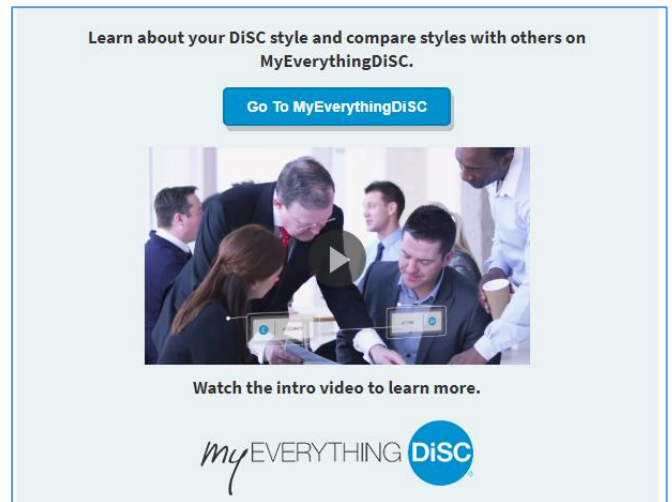 Learn about your DiSC style and compare styles with others on
MyEverythingDiSC.
Go To MyEverythingDiSC
C
Watch the intro video to learn more.
my EVERYTHING DiSC